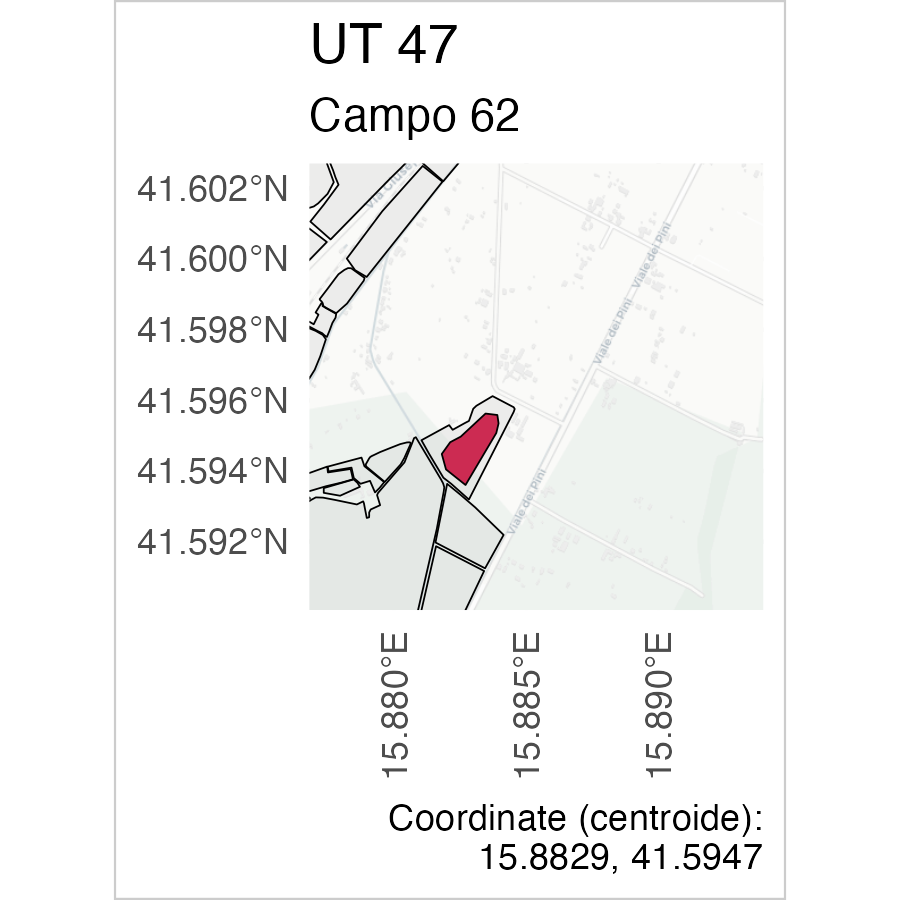 UT 47
Campo 62
41.602°N
41.600°N
41.598°N
41.596°N
41.594°N
41.592°N
Viale dei Pini
Viale dei Pini
Viale dei Pini
15.880°E
15.885°E
15.890°E
Coordinate (centroide):
15.8829, 41.5947